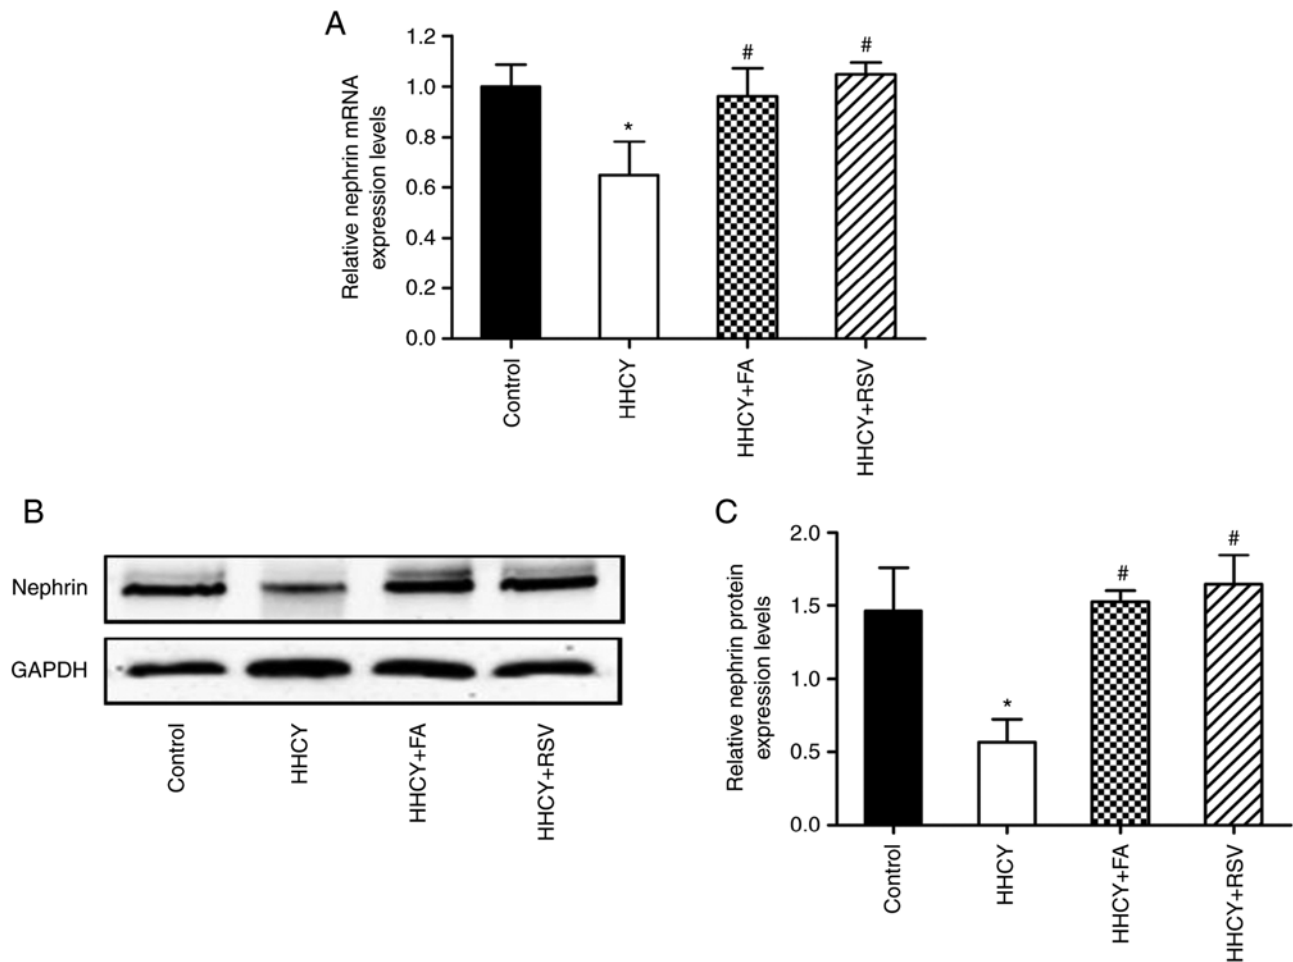 A
Relative nephrin mRNA
expression levels
1.2
1.0
0.8
0.6
0.4
0.2
0.0
*
#
#
Control
HHCY
HHCY+FA
HHCY+RSV
B
Nephrin
GAPDH
Control
HHCY
HHCY+FA
HHCY+RSV
C
Relative nephrin protein
expression levels
2.0
1.5
1.0
0.5
0.0
*
#
#
Control
HHCY
HHCY+FA
HHCY+RSV